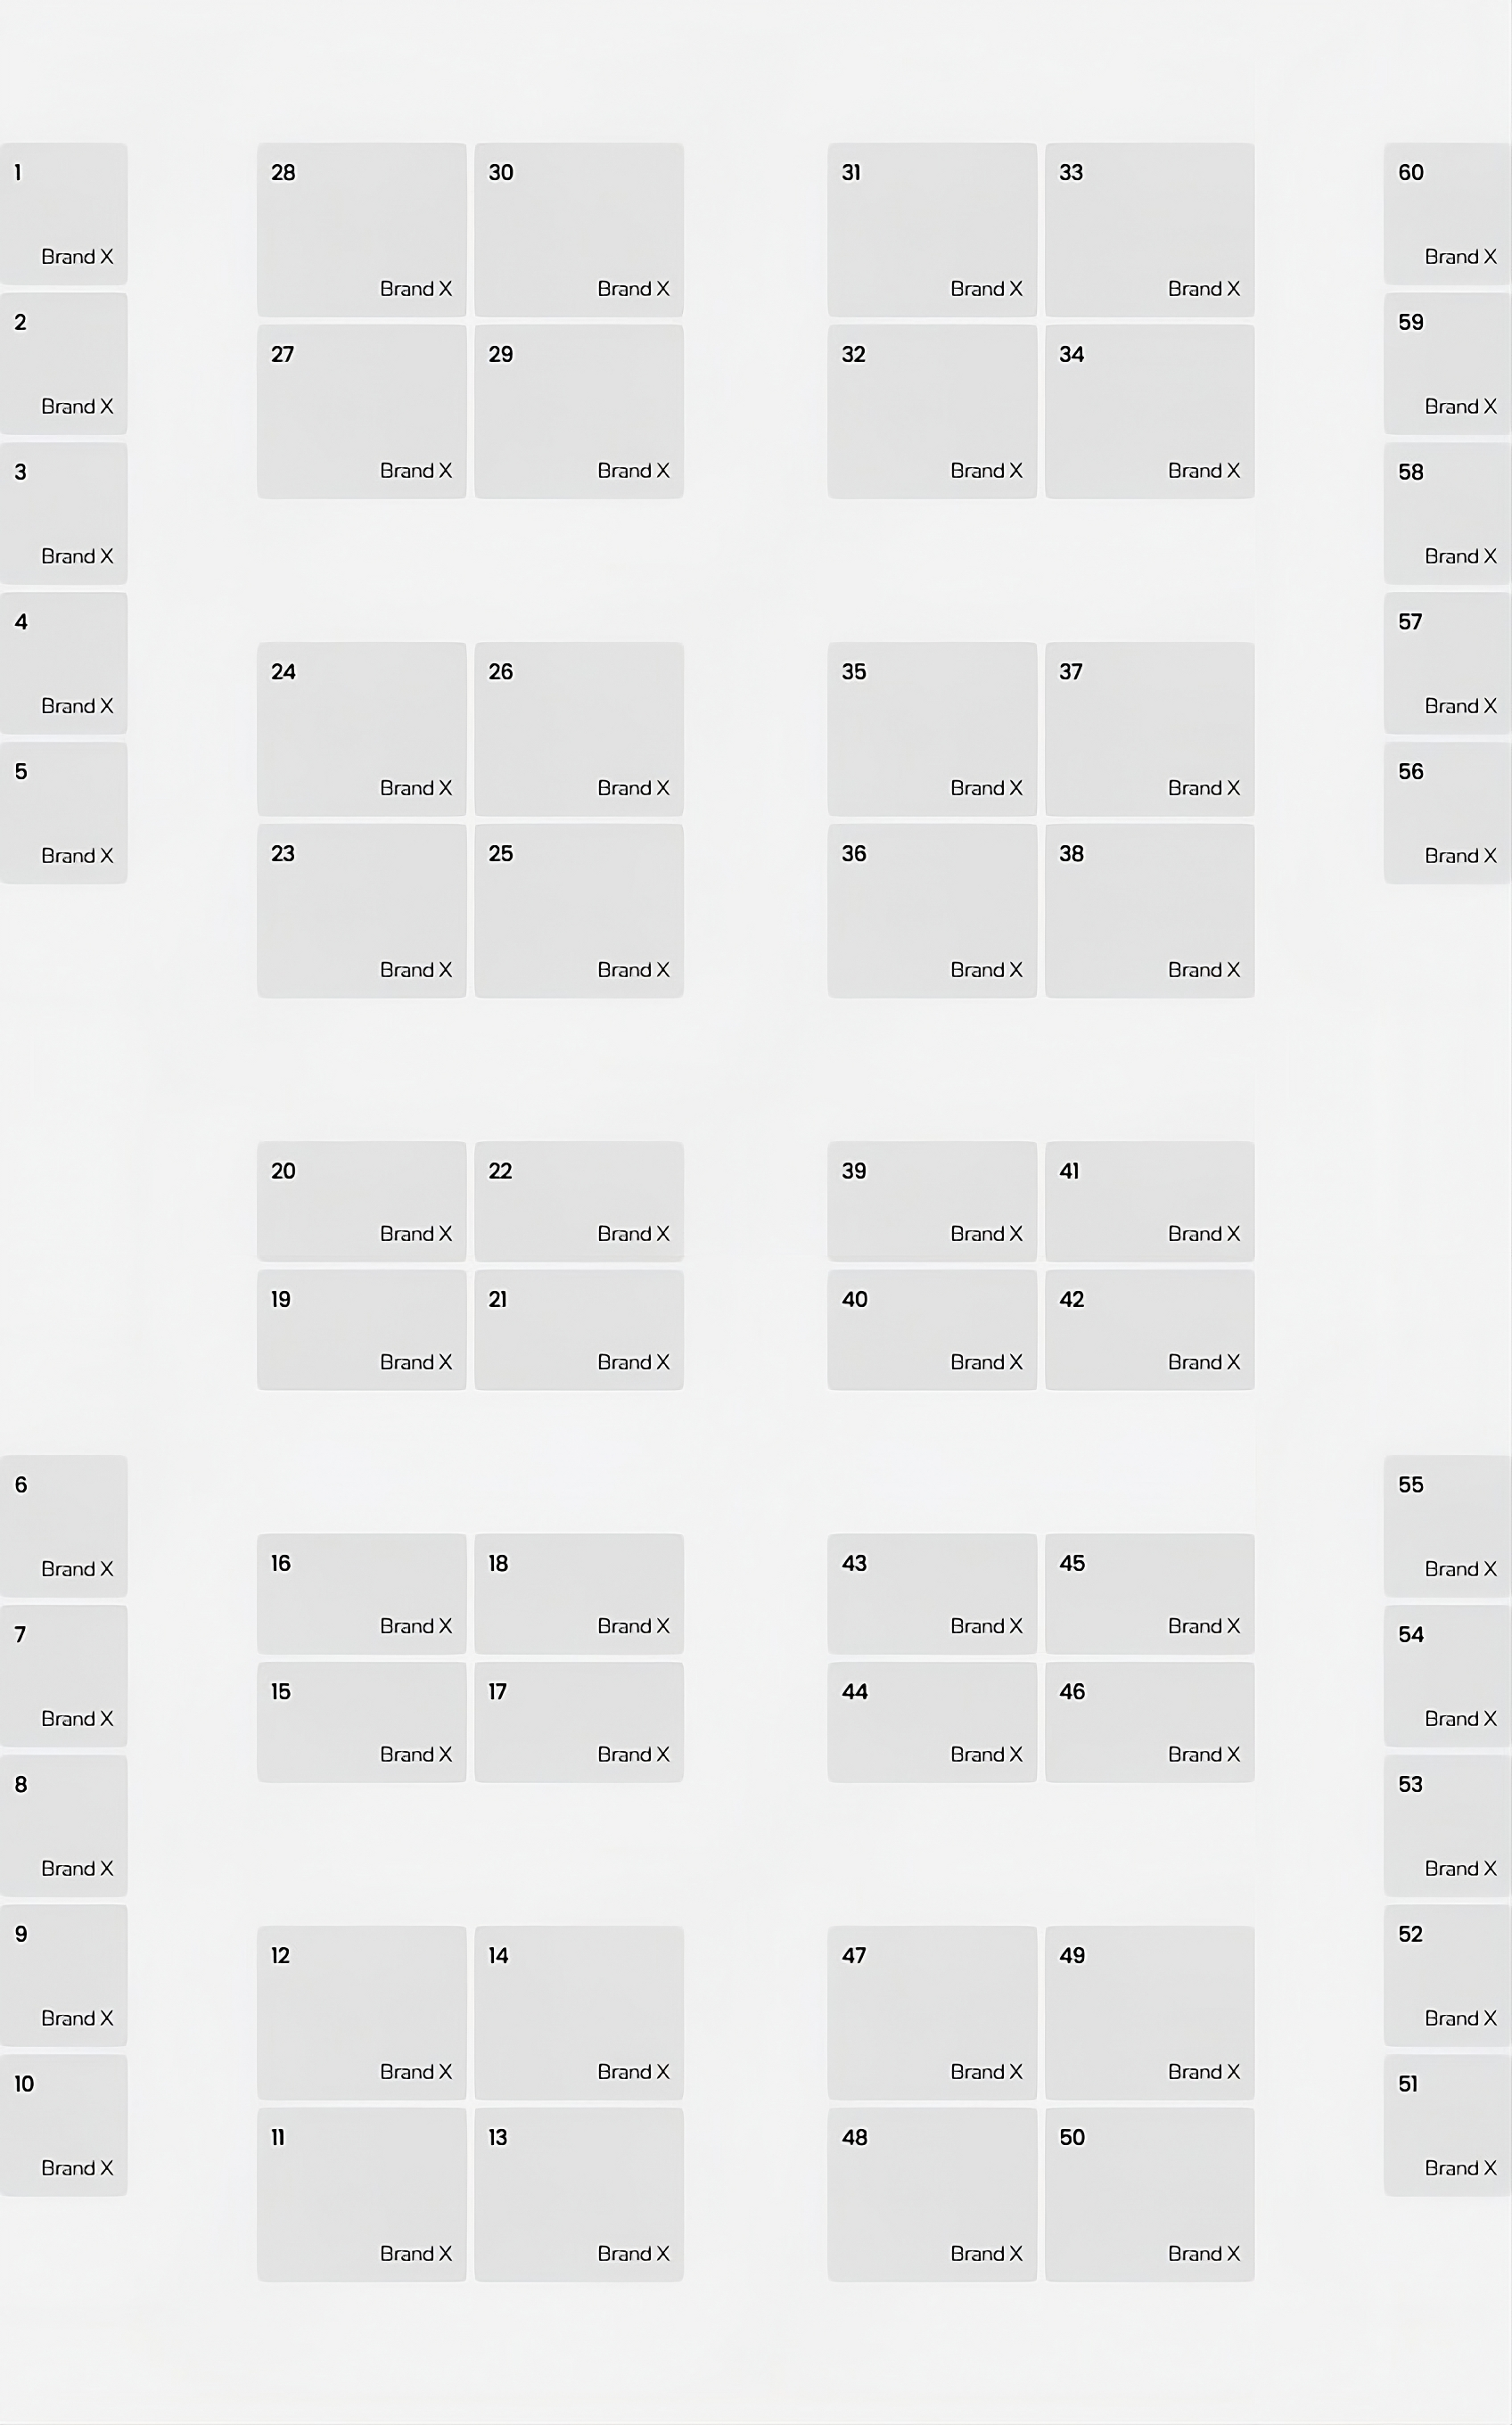 1
Brand X
2
Brand X
3
Brand X
4
Brand X
5
Brand X
6
Brand X
7
Brand X
8
Brand X
9
Brand X
10
Brand X
28
Brand X
30
Brand X
27
Brand X
29
Brand X
24
Brand X
26
Brand X
23
Brand X
25
Brand X
20
Brand X
22
Brand X
19
Brand X
21
Brand X
16
Brand X
18
Brand X
15
Brand X
17
Brand X
12
Brand X
14
Brand X
11
Brand X
13
Brand X
31
Brand X
33
Brand X
32
Brand X
34
Brand X
35
Brand X
37
Brand X
36
Brand X
38
Brand X
39
Brand X
41
Brand X
40
Brand X
42
Brand X
43
Brand X
45
Brand X
44
Brand X
46
Brand X
47
Brand X
49
Brand X
48
Brand X
50
Brand X
60
Brand X
59
Brand X
58
Brand X
57
Brand X
56
Brand X
55
Brand X
54
Brand X
53
Brand X
52
Brand X
51
Brand X